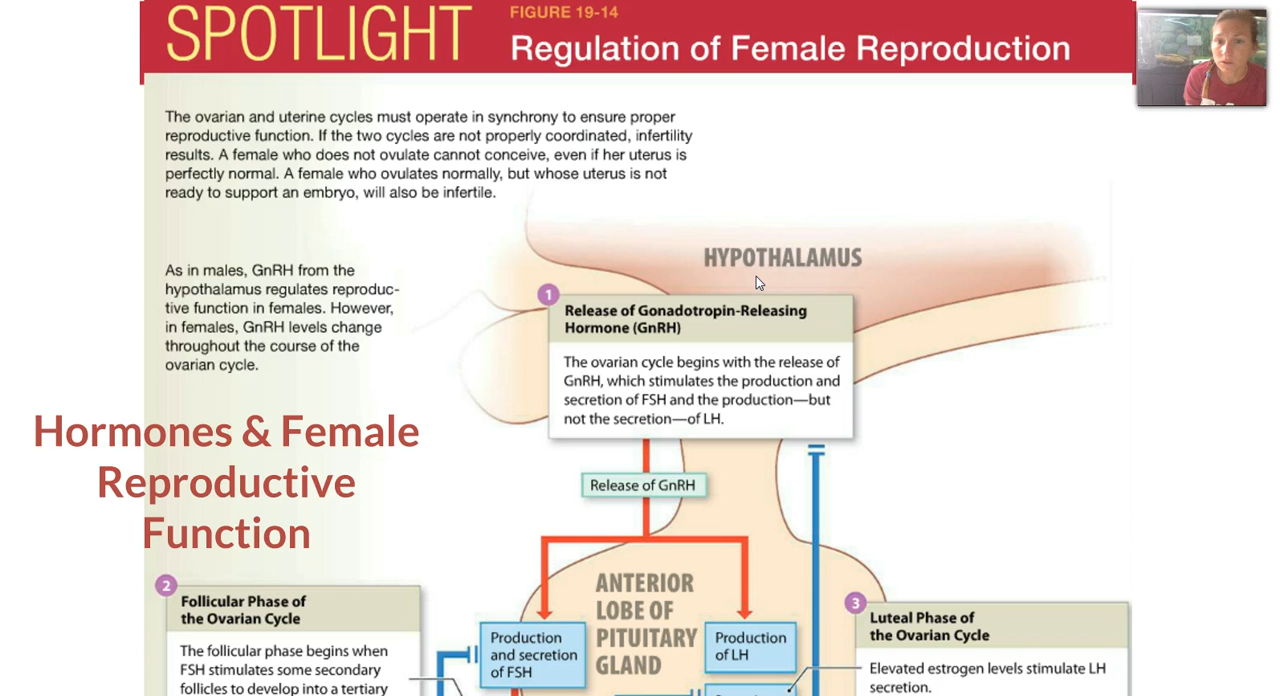 SPOTLIGHT
FIGURE 19-14
Regulation of Female Reproduction
The ovarian and uterine cycles must operate in synchrony to ensure proper
reproductive function. If the two cycles are not properly coordinated, infertility
results. A female who does not ovulate cannot conceive, even if her uterus is
perfectly normal. A female who ovulates normally, but whose uterus is not
ready to support an embryo, will also be infertile.
HYPOTHALAMUS
As in males, GnRH from the
hypothalamus regulates reproduc-
tive function in females. However,
in females, GnRH levels change
throughout the course of the
ovarian cycle.
1
Release of Gonadotropin-Releasing
Hormone (GnRH)
The ovarian cycle begins with the release of
GnRH, which stimulates the production and
secretion of FSH and the production—but
not the secretion—of LH.
Hormones & Female
Reproductive
Function
Release of GnRH
ANTERIOR
LOBE OF
PITUITARY
GLAND
2
Follicular Phase of
the Ovarian Cycle
The follicular phase begins when
FSH stimulates some secondary
follicles to develop into a tertiary
Production
and secretion
of FSH
Production
of LH
3
Luteal Phase of
the Ovarian Cycle
Elevated estrogen levels stimulate LH
secretion.